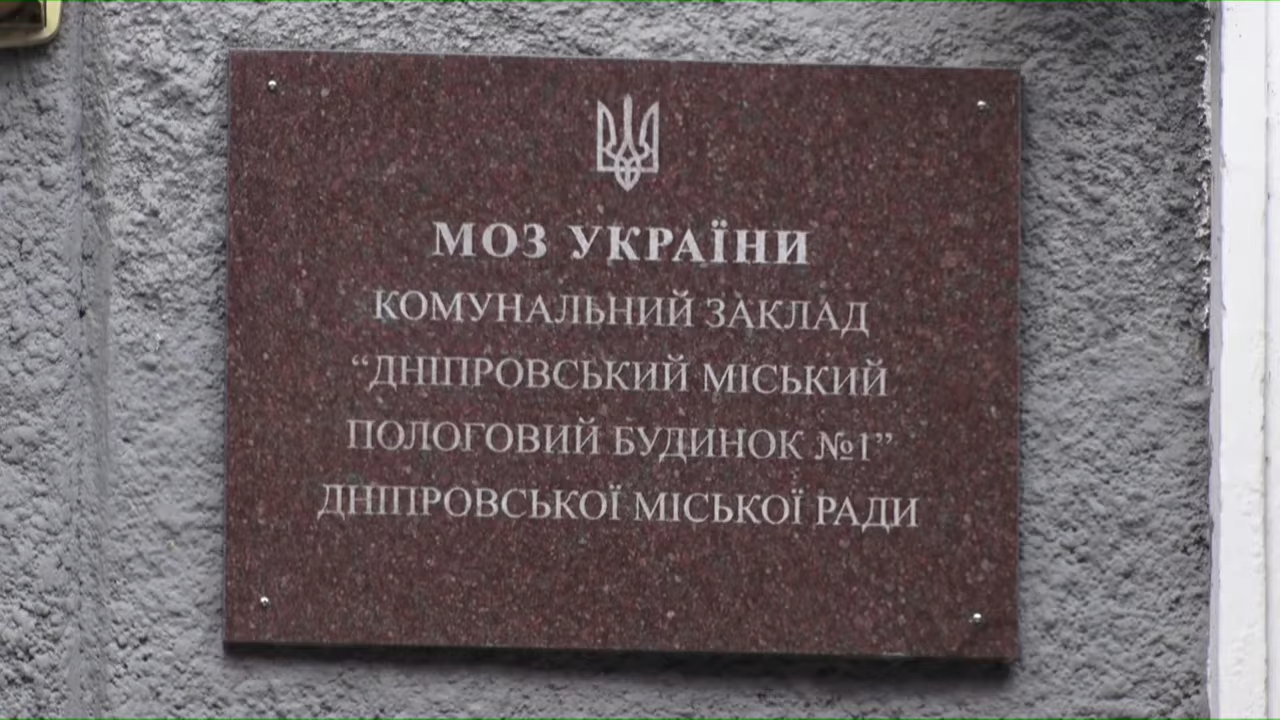 МОЗ УКРАЇНИ
КОМУНАЛЬНИЙ ЗАКЛАД
“ДНІПРОВСЬКИЙ МІСЬКИЙ
ПОЛОГОВИЙ БУДИНОК №1”
ДНІПРОВСЬКОЇ МІСЬКОЇ РАДИ